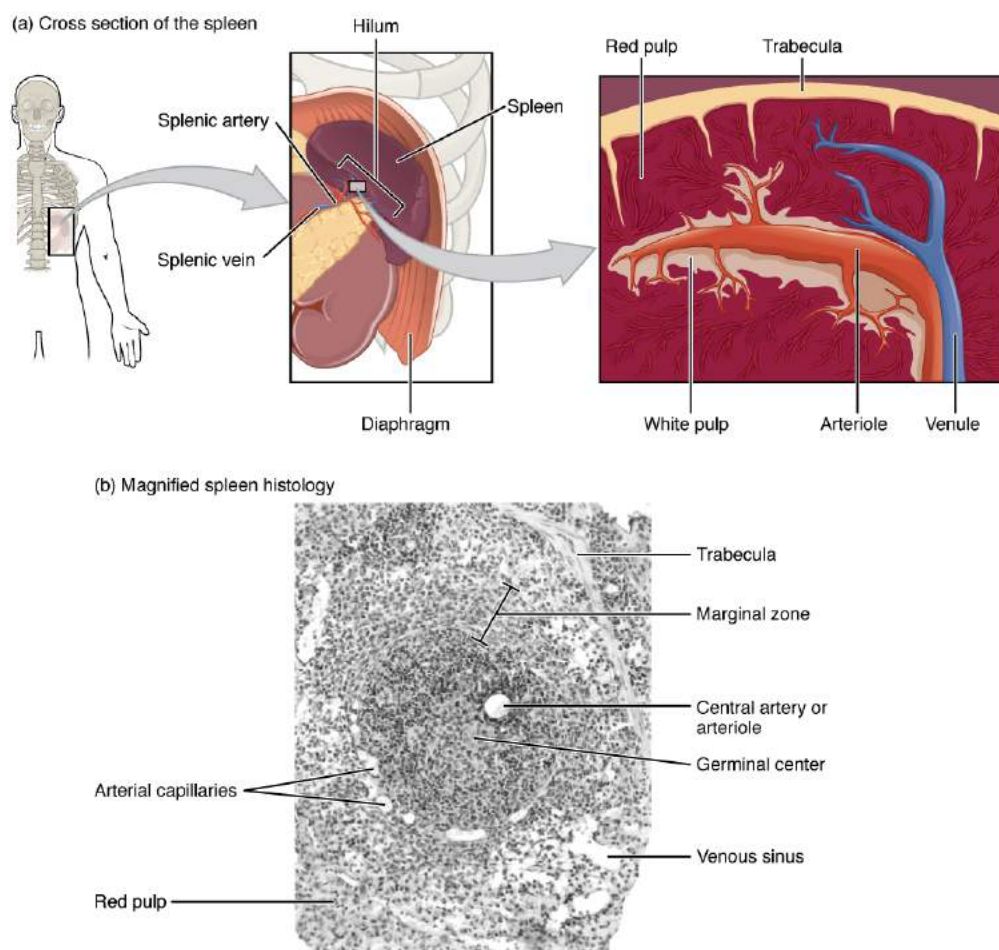 (a) Cross section of the spleen
Hilum
Red pulp
Trabecula
Splenic artery
Spleen
Splenic vein
Diaphragm
White pulp
Arteriole
Venule
(b) Magnified spleen histology
Trabecula
Marginal zone
Central artery or
arteriole
Germinal center
Arterial capillaries
Venous sinus
Red pulp